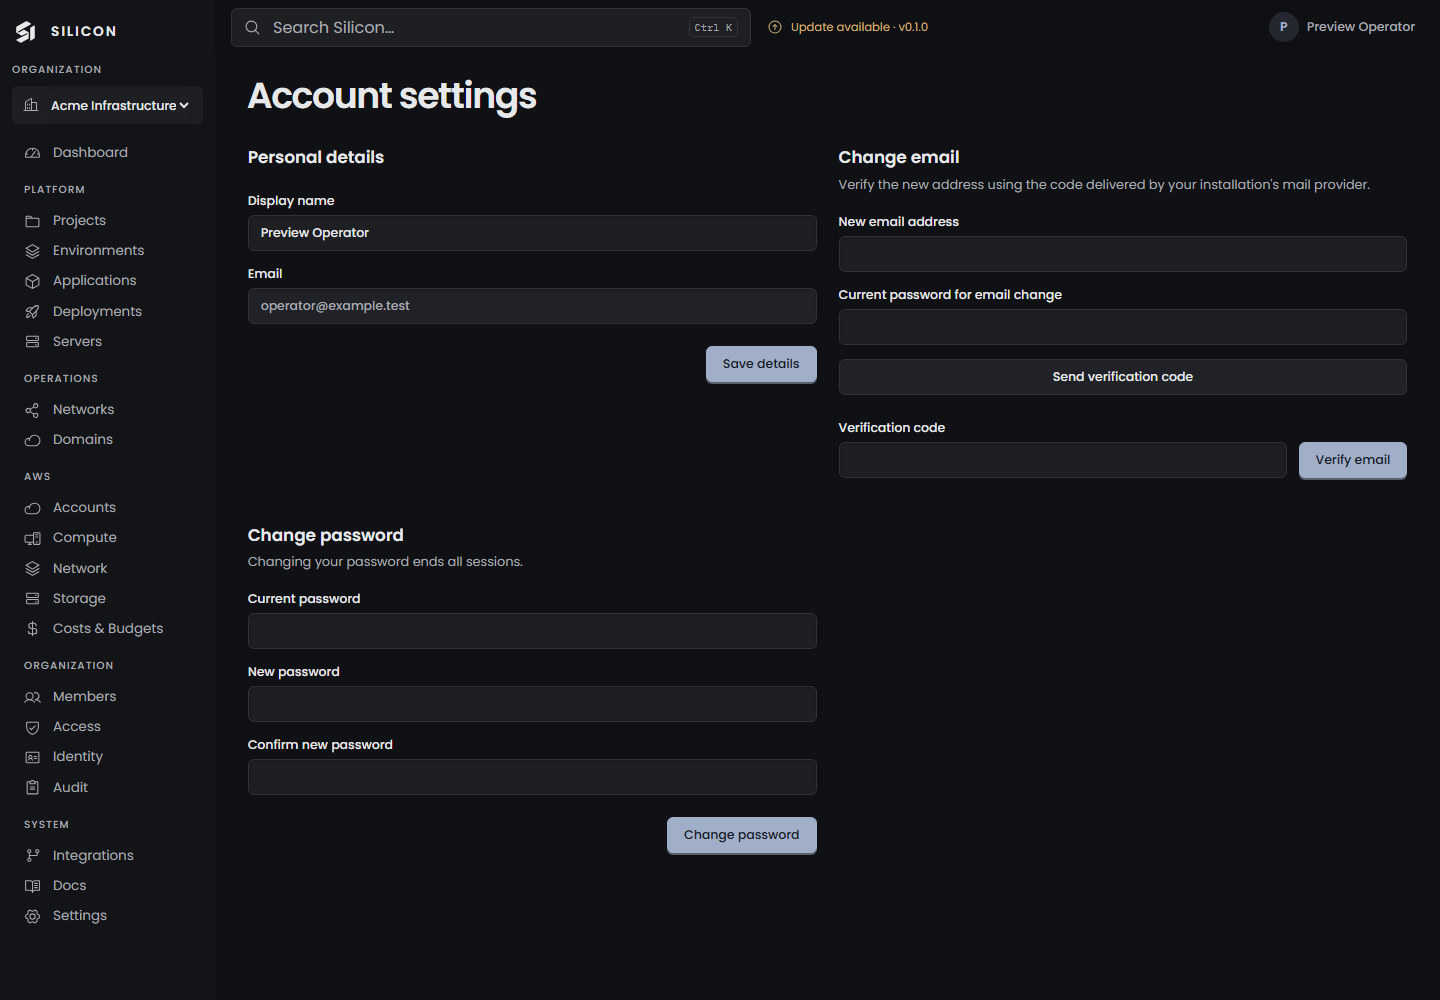 SILICON
ORGANIZATION
Acme Infrastructure
Dashboard
PLATFORM
Projects
Environments
Applications
Deployments
Servers
OPERATIONS
Networks
Domains
AWS
Accounts
Compute
Network
Storage
Costs & Budgets
ORGANIZATION
Members
Access
Identity
Audit
SYSTEM
Integrations
Docs
Settings
Search Silicon... Ctrl K
Update available · v0.1.0
P Preview Operator
Account settings
Personal details
Display name
Preview Operator
Email
operator@example.test
Save details
Change email
Verify the new address using the code delivered by your installation's mail provider.
New email address
Current password for email change
Send verification code
Verification code
Verify email
Change password
Changing your password ends all sessions.
Current password
New password
Confirm new password
Change password